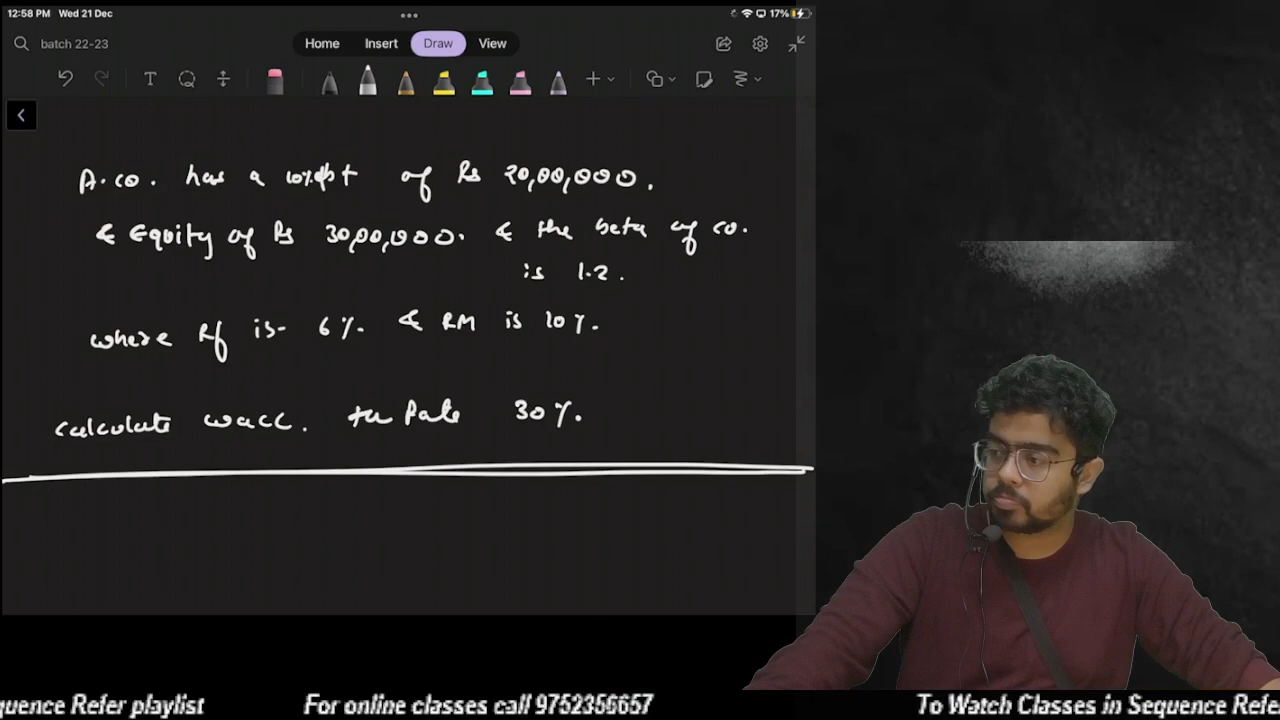 12:58 PM Wed 21 Dec
17%
batch 22-23
Home Insert Draw View
A. co. has a 10% dbt of Rs 20,00,000.
& Equity of Rs 30,00,000. & the beta of co.
is 1.2.
where Rf is 6%. & RM is 10%.
calculate wacc. Rate 30%.
quence Refer playlist For online classes call 9752356657 To Watch Classes in Sequence Refe